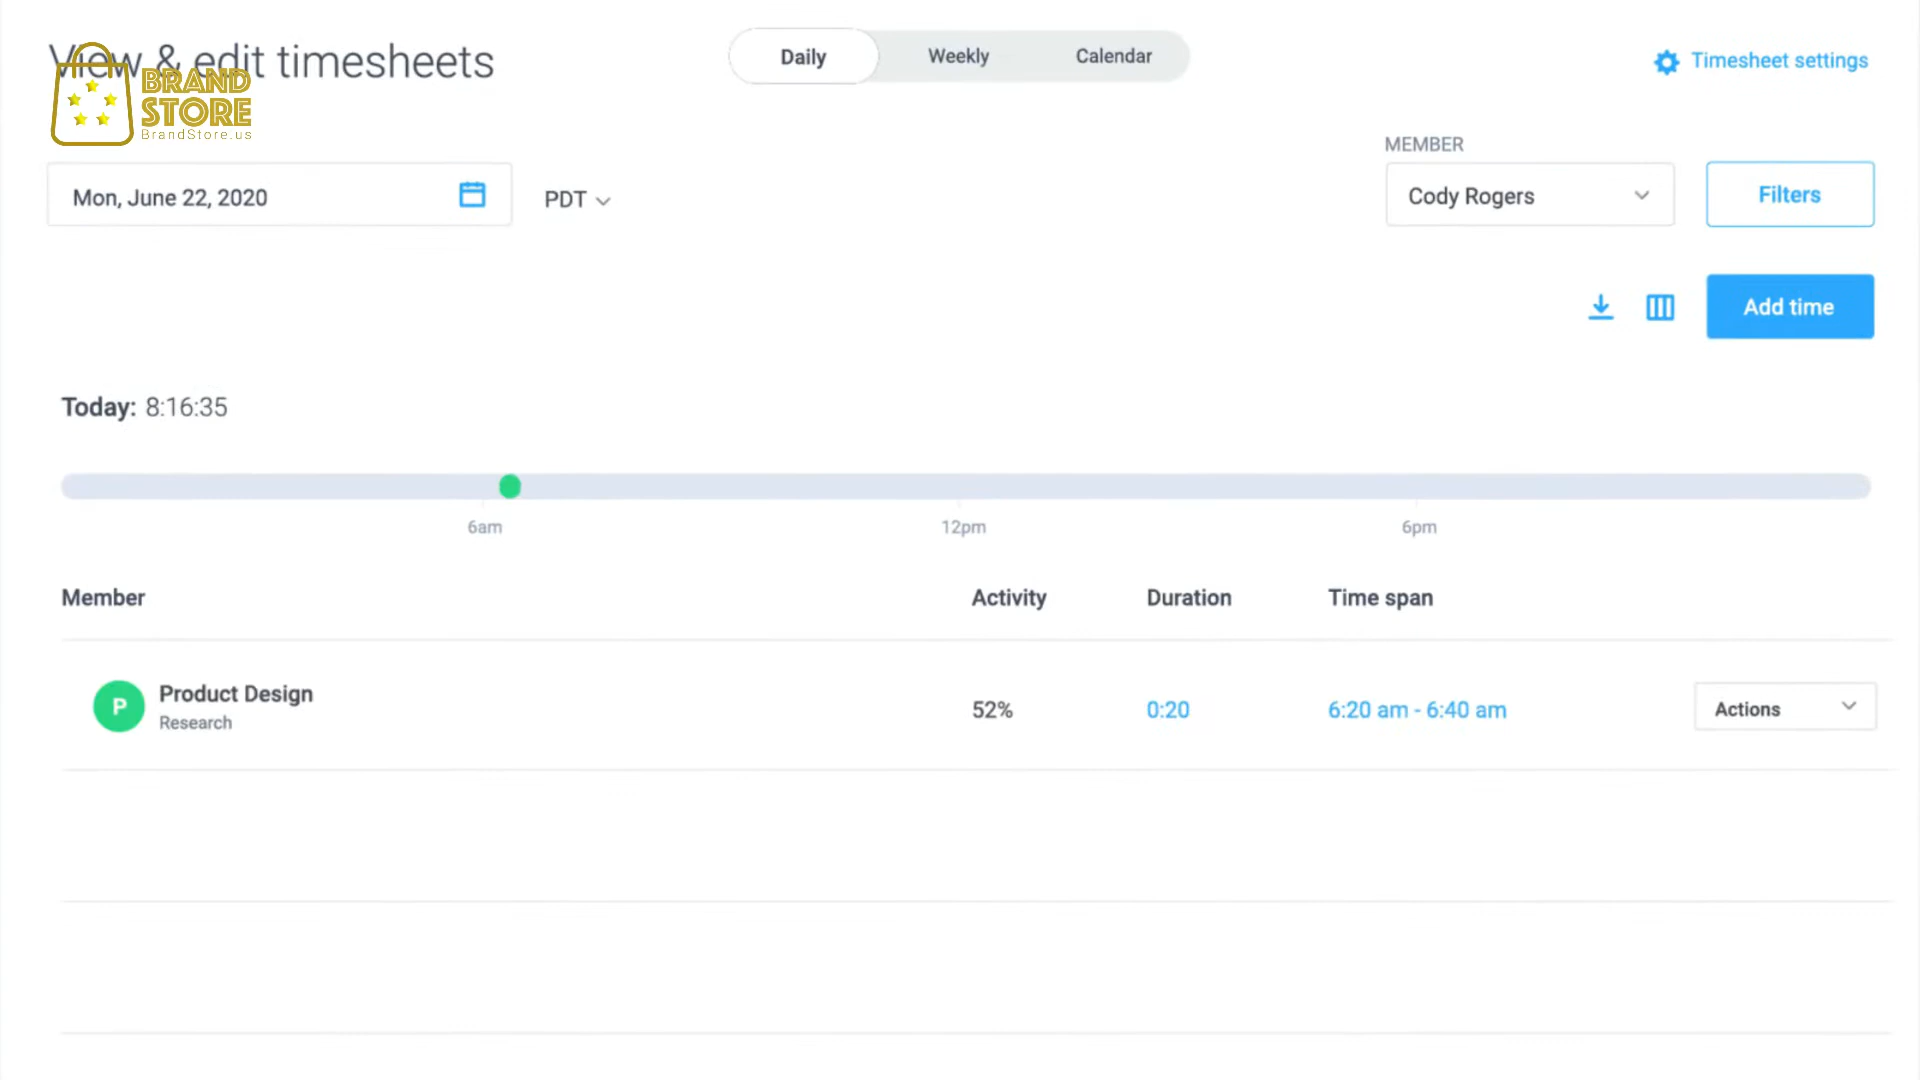 View & edit timesheets
BRAND
STORE
BrandStore.us
Daily
Weekly
Calendar
Timesheet settings
MEMBER
Mon, June 22, 2020
PDT
Cody Rogers
Filters
Add time
Today: 8:16:35
6am
12pm
6pm
Member
Activity
Duration
Time span
P
Product Design
Research
52%
0:20
6:20 am - 6:40 am
Actions